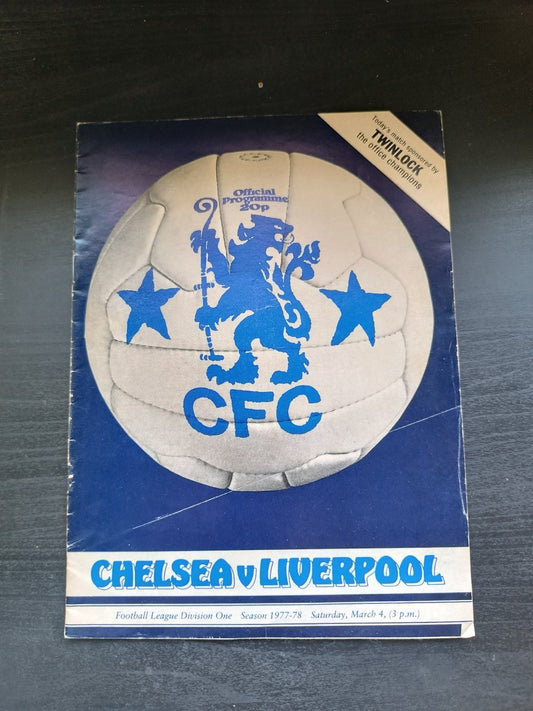 Today's match sponsored by
TWINLOCK
the office champions
Official
Programme
20p
CFC
CHELSEA v LIVERPOOL
Football League Division One Season 1977-78 Saturday, March 4, (3 p.m.)